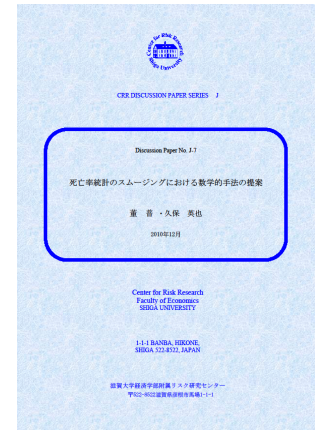 Center for Risk Research
Shiga University
CRR DISCUSSION PAPER SERIES J
Discussion Paper No. J-7
死亡率統計のスムージングにおける数学的手法の提案
董 普 ・久保 英也
2010年12月
Center for Risk Research
Faculty of Economics
SHIGA UNIVERSITY
1-1-1 BANBA, HIKONE,
SHIGA 522-8522, JAPAN
滋賀大学経済学部附属リスク研究センター
〒522-8522滋賀県彦根市馬場1-1-1